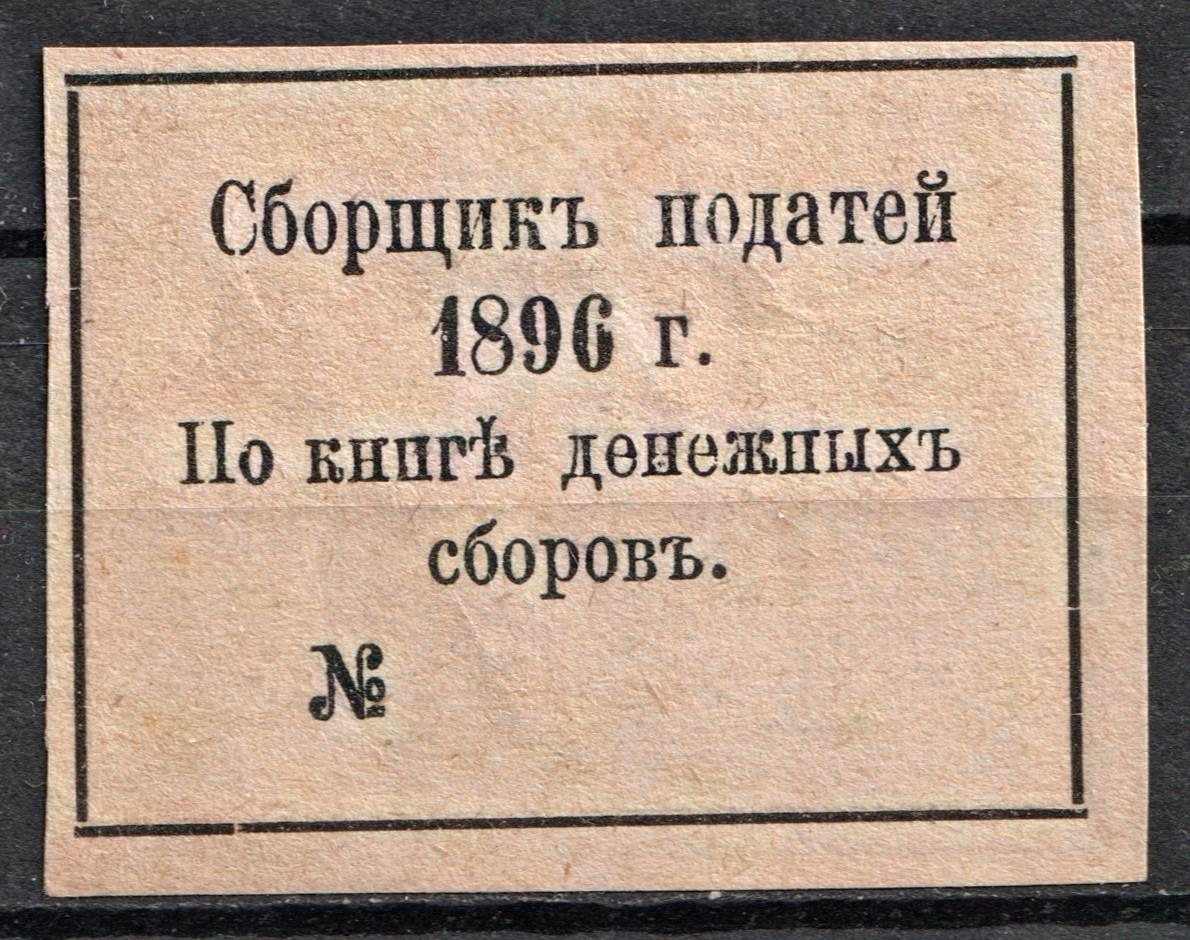 Сборщикъ податей
1896 г.
По книгѣ денежныхъ
сборовъ.
№